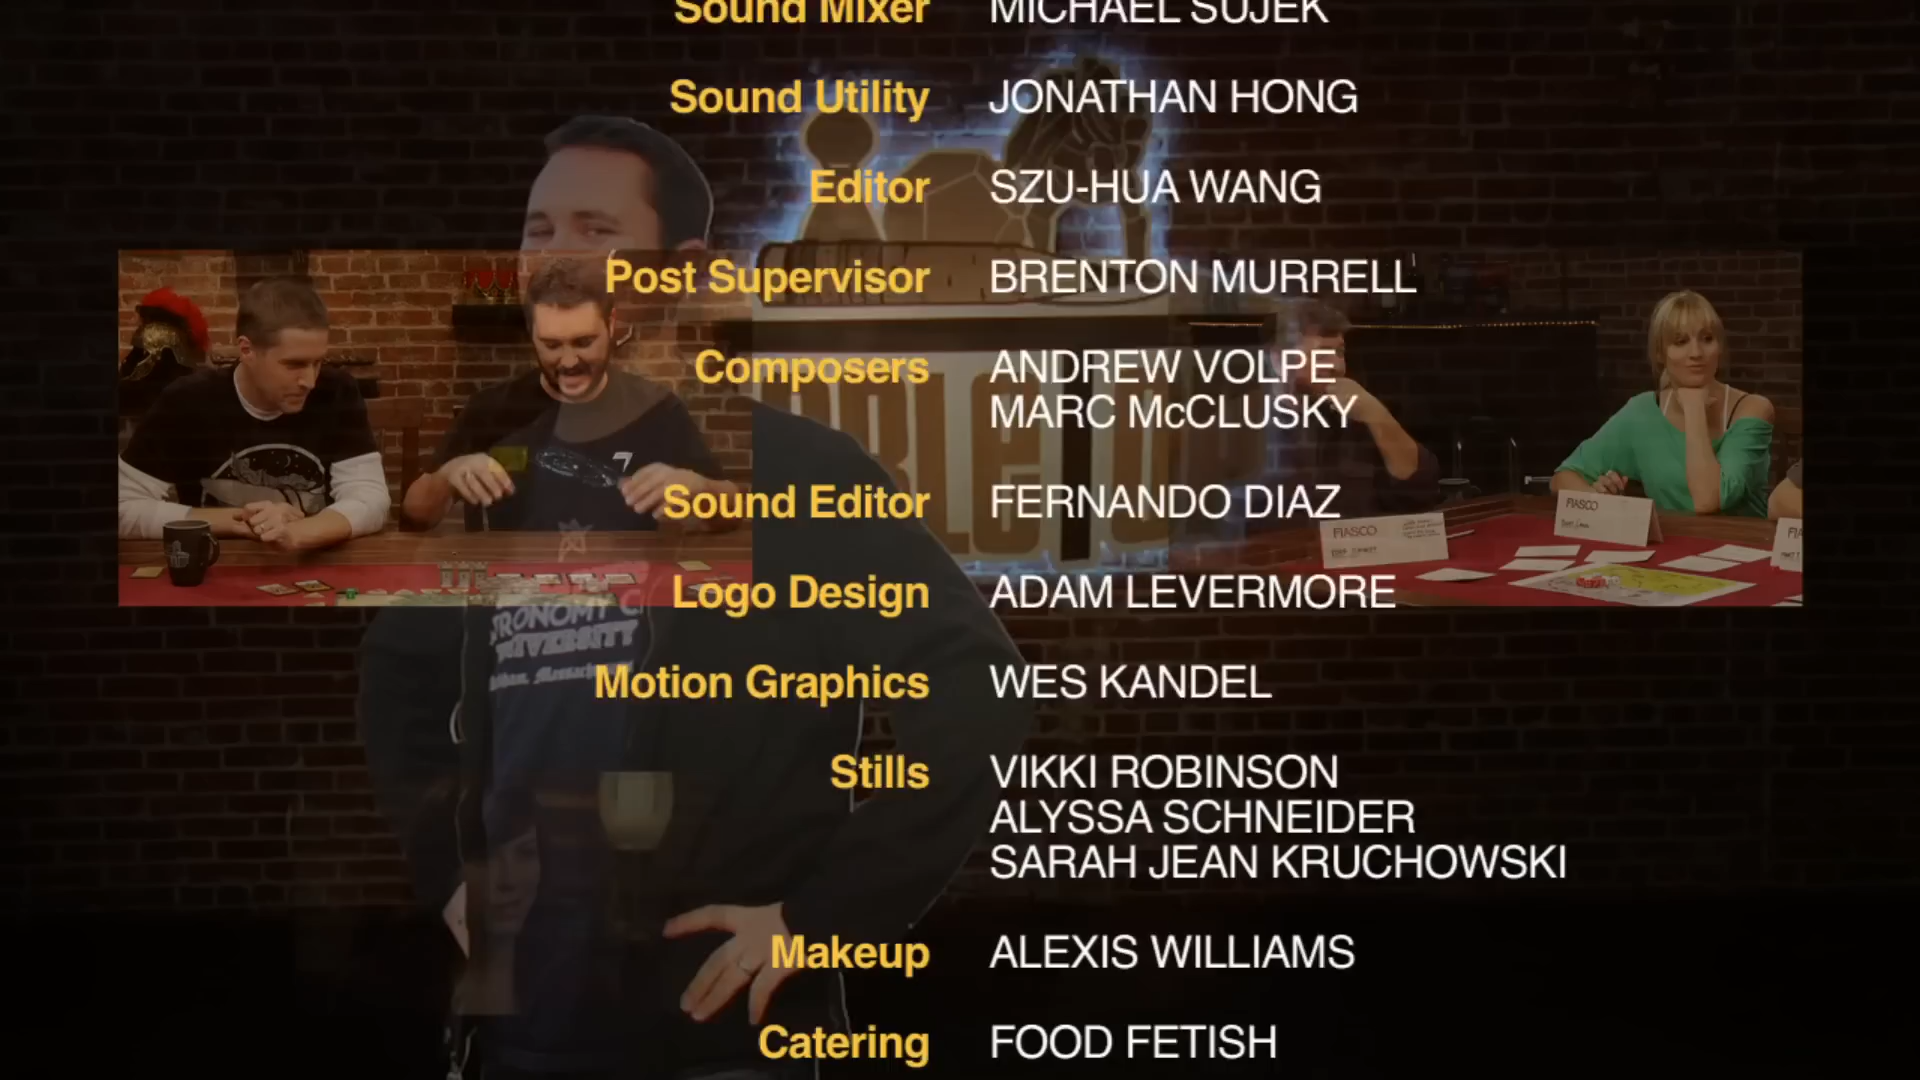 Sound Mixer MICHAEL SUJEK
Sound Utility JONATHAN HONG
Editor SZU-HUA WANG
Post Supervisor BRENTON MURRELL
Composers ANDREW VOLPE
MARC McCLUSKY
Sound Editor FERNANDO DIAZ
Logo Design ADAM LEVERMORE
Motion Graphics WES KANDEL
Stills VIKKI ROBINSON
ALYSSA SCHNEIDER
SARAH JEAN KRUCHOWSKI
Makeup ALEXIS WILLIAMS
Catering FOOD FETISH
FIASCO
FIASCO